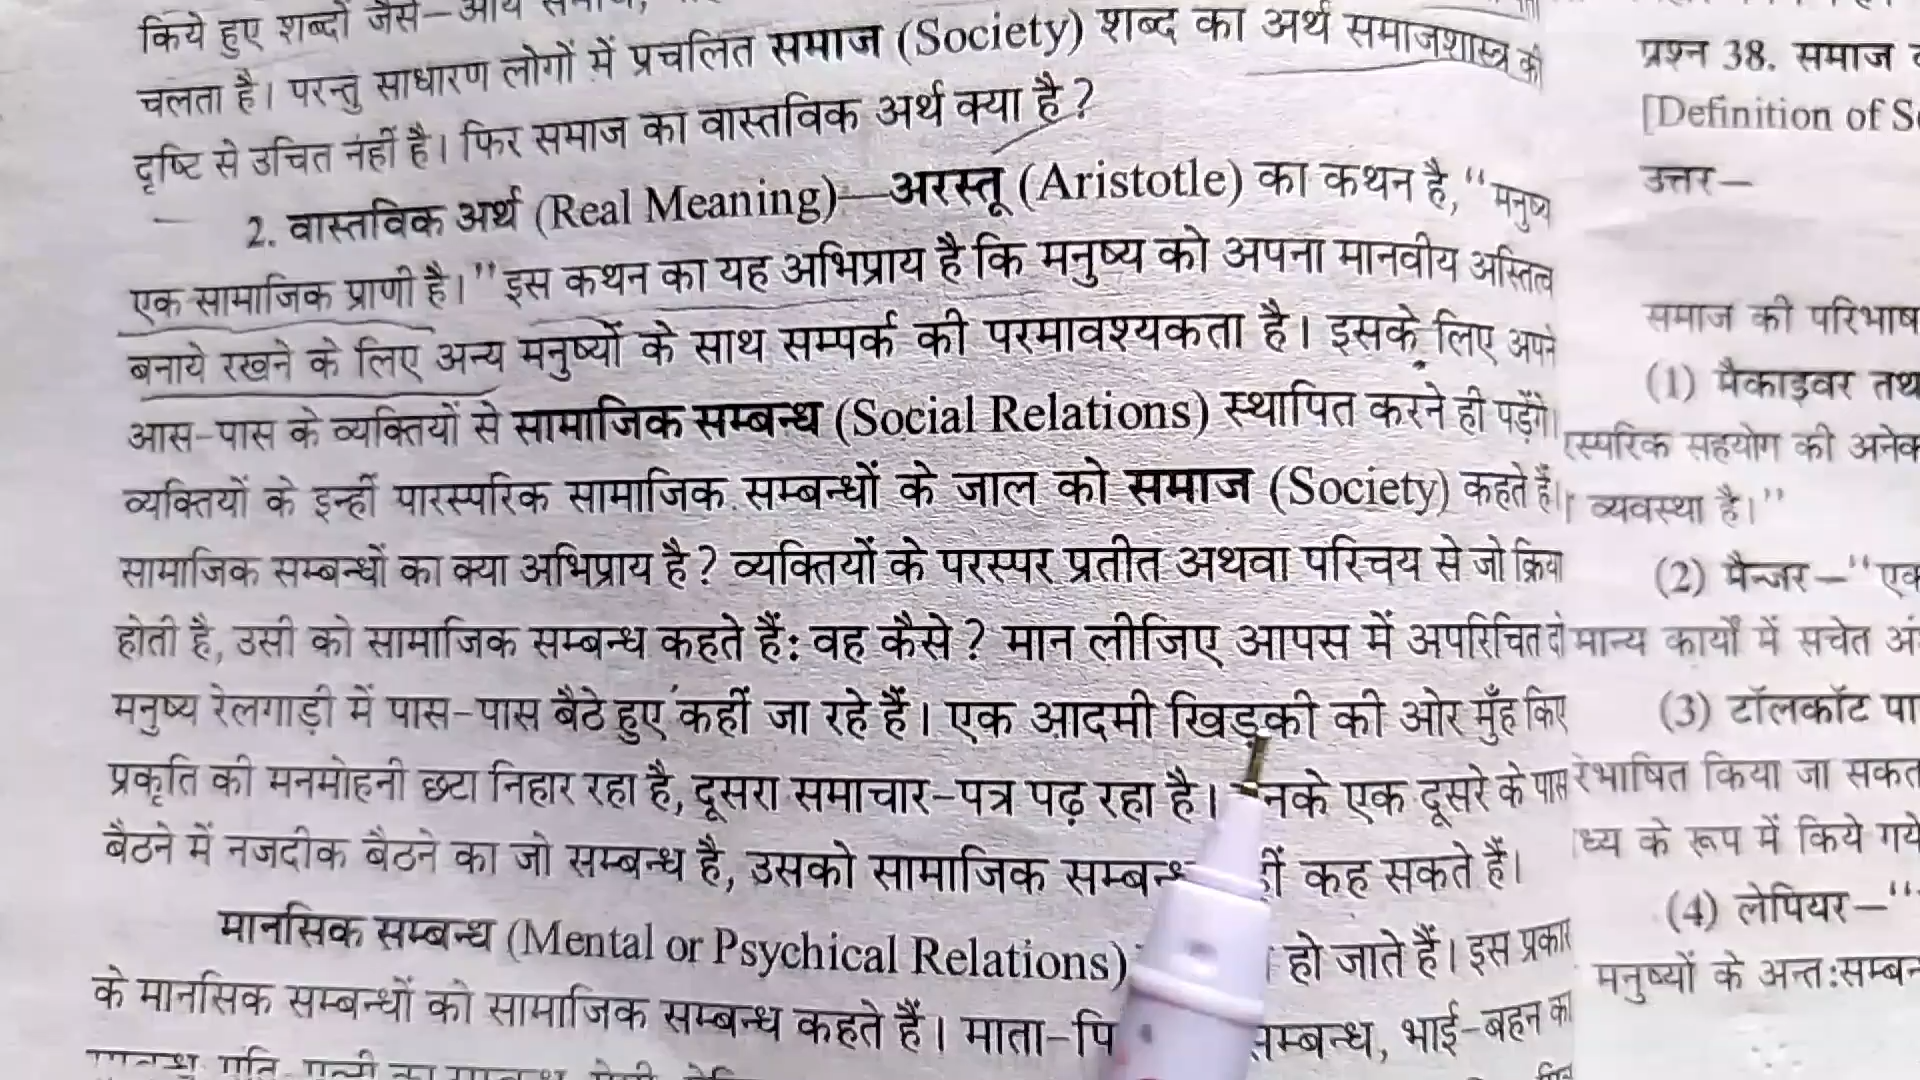 किये हुए शब्दों जैसे—आर्य समाज,
चलता है। परन्तु साधारण लोगों में प्रचलित समाज (Society) शब्द का अर्थ समाजशास्त्र की
दृष्टि से उचित नहीं है। फिर समाज का वास्तविक अर्थ क्या है?
2. वास्तविक अर्थ (Real Meaning)—अरस्तू (Aristotle) का कथन है, “मनुष्य
एक सामाजिक प्राणी है।” इस कथन का यह अभिप्राय है कि मनुष्य को अपना मानवीय अस्तित्व
बनाये रखने के लिए अन्य मनुष्यों के साथ सम्पर्क की परमावश्यकता है। इसके लिए अपने
आस-पास के व्यक्तियों से सामाजिक सम्बन्ध (Social Relations) स्थापित करने ही पड़ेंगे।
व्यक्तियों के इन्हीं पारस्परिक सामाजिक सम्बन्धों के जाल को समाज (Society) कहते हैं।
सामाजिक सम्बन्धों का क्या अभिप्राय है? व्यक्तियों के परस्पर प्रतीत अथवा परिचय से जो क्रिया
होती है, उसी को सामाजिक सम्बन्ध कहते हैं: वह कैसे? मान लीजिए आपस में अपरिचित दो
मनुष्य रेलगाड़ी में पास-पास बैठे हुए कहीं जा रहे हैं। एक आदमी खिड़की की ओर मुँह किए
प्रकृति की मनमोहनी छटा निहार रहा है, दूसरा समाचार-पत्र पढ़ रहा है। नके एक दूसरे के पास
बैठने में नजदीक बैठने का जो सम्बन्ध है, उसको सामाजिक सम्बन्ध कह सकते हैं।
मानसिक सम्बन्ध (Mental or Psychical Relations) हो जाते हैं। इस प्रकार
के मानसिक सम्बन्धों को सामाजिक सम्बन्ध कहते हैं। माता-पि सम्बन्ध, भाई-बहन का
प्रश्न 38. समाज
[Definition of S
उत्तर—
समाज की परिभाष
(1) मैकाइवर तथ
रस्परिक सहयोग की अनेक
व्यवस्था है।”
(2) मैन्जर—“एक
मान्य कार्यों में सचेत
(3) टॉलकॉट पा
रिभाषित किया जा सकत
ध्य के रूप में किये गये
(4) लेपियर—“
मनुष्यों के अन्त:सम्बन